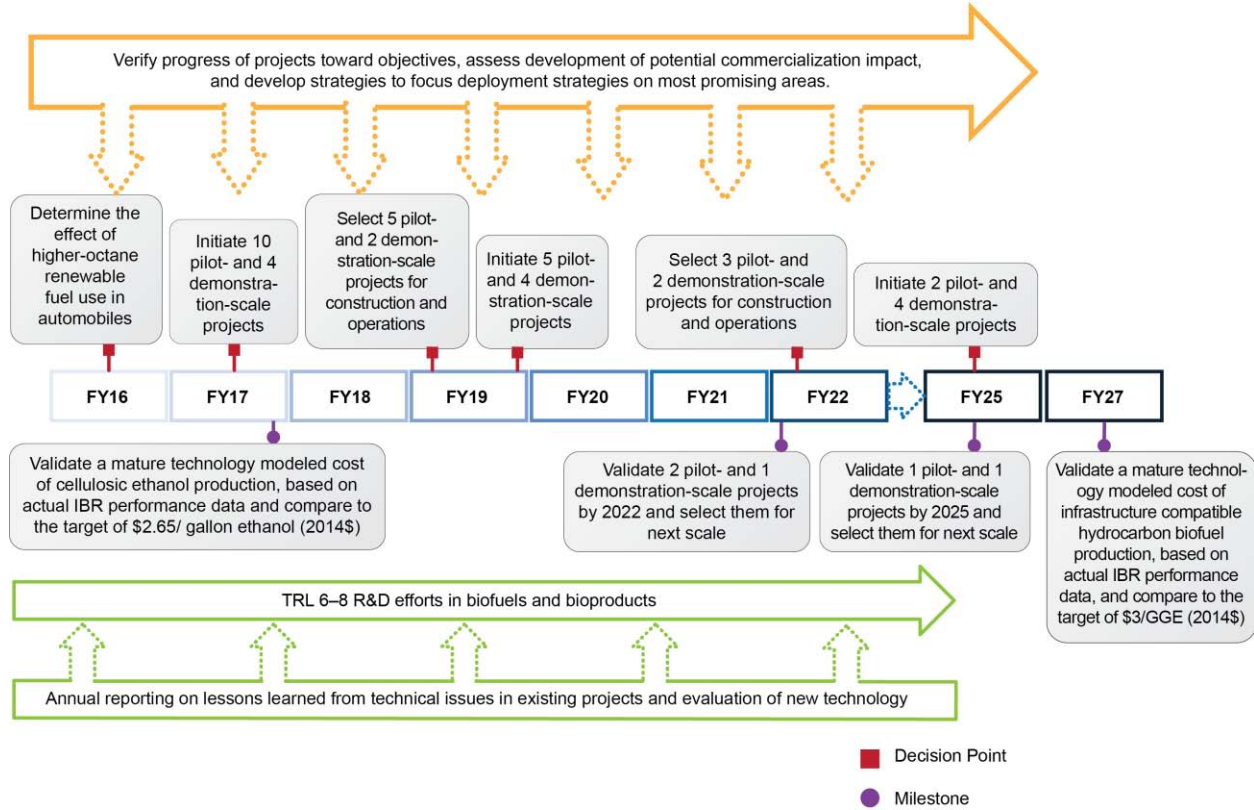 Verify progress of projects toward objectives, assess development of potential commercialization impact,
and develop strategies to focus deployment strategies on most promising areas.
Determine the
effect of
higher-octane
renewable
fuel use in
automobiles
Initiate 10
pilot- and 4
demonstra-
tion-scale
projects
Select 5 pilot-
and 2 demon-
stration-scale
projects for
construction and
operations
Initiate 5 pilot-
and 4 demon-
stration-scale
projects
Select 3 pilot- and
2 demonstration-scale
projects for construction
and operations
Initiate 2 pilot- and
4 demonstra-
tion-scale projects
FY16
FY17
FY18
FY19
FY20
FY21
FY22
FY25
FY27
Validate a mature technology modeled cost
of cellulosic ethanol production, based on
actual IBR performance data and compare to
the target of $2.65/ gallon ethanol (2014$)
Validate 2 pilot- and 1
demonstration-scale projects
by 2022 and select them for
next scale
Validate 1 pilot- and 1
demonstration-scale
projects by 2025 and
select them for next scale
Validate a mature technol-
ogy modeled cost of
infrastructure compatible
hydrocarbon biofuel
production, based on
actual IBR performance
data, and compare to the
target of $3/GGE (2014$)
TRL 6–8 R&D efforts in biofuels and bioproducts
Annual reporting on lessons learned from technical issues in existing projects and evaluation of new technology
Decision Point
Milestone